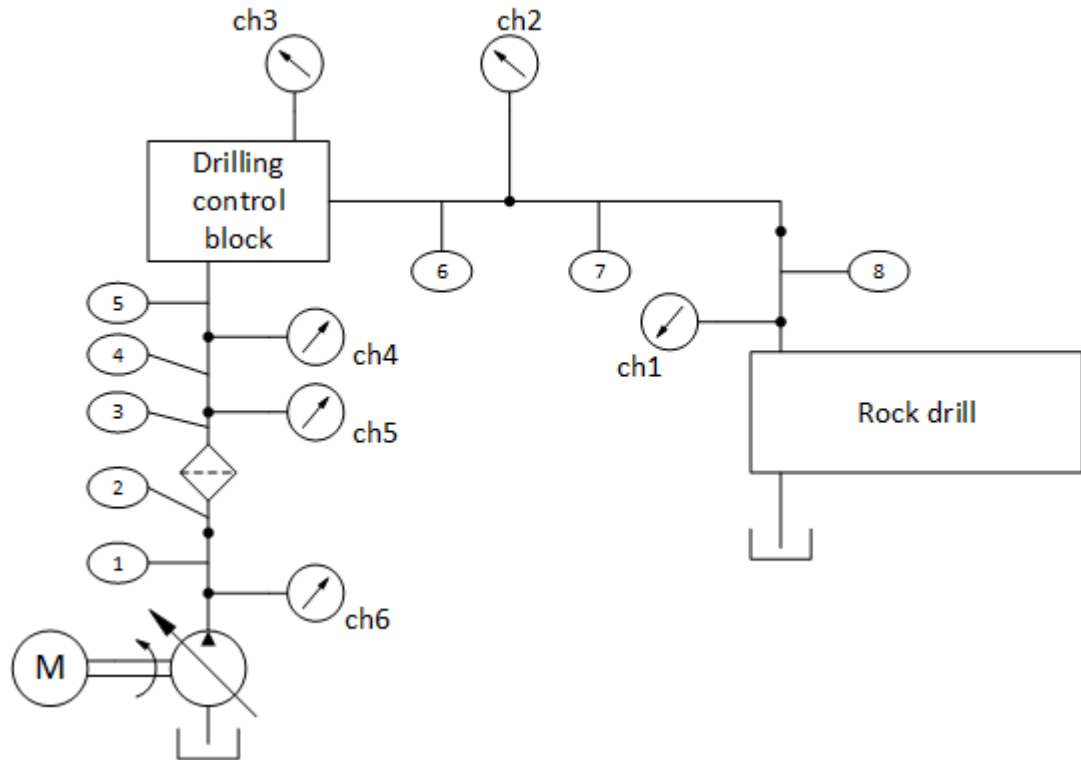 ch3
ch2
Drilling
control
block
6
7
8
5
ch4
4
ch1
3
ch5
Rock drill
2
1
ch6
M